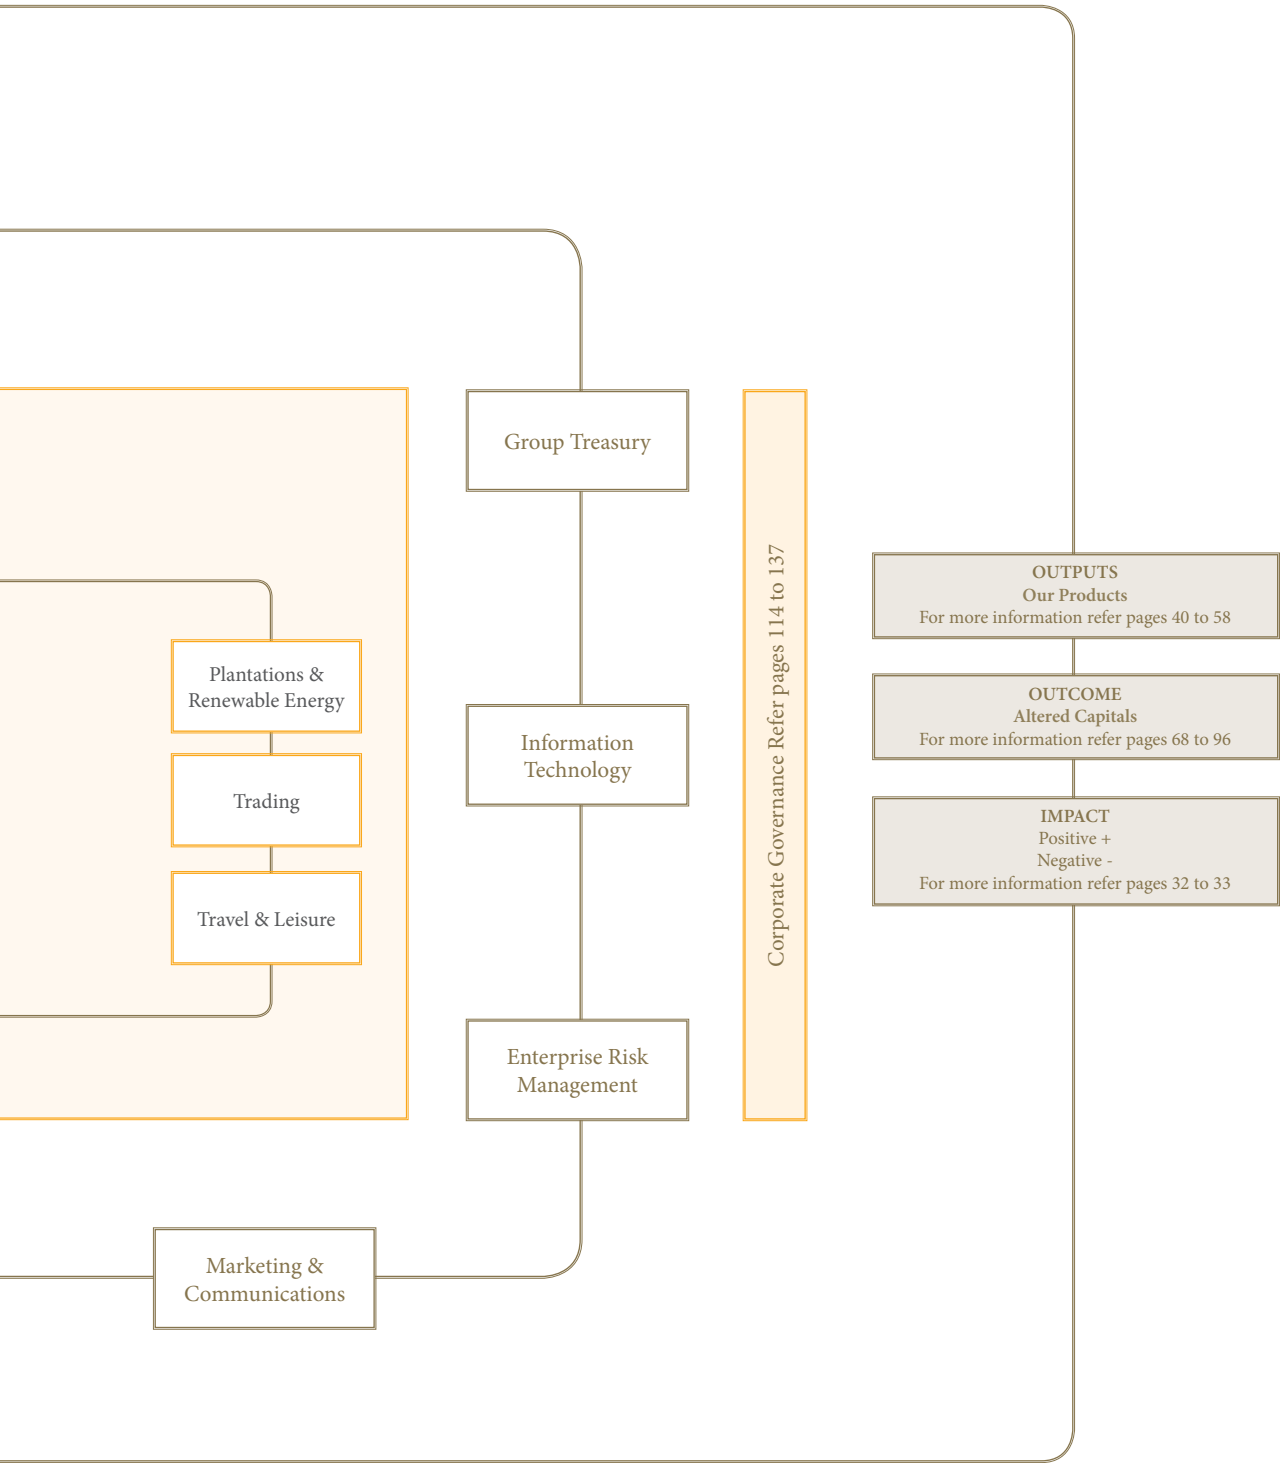 Plantations &
Renewable Energy
Trading
Travel & Leisure
Group Treasury
Information
Technology
Enterprise Risk
Management
Marketing &
Communications
Corporate Governance Refer pages 114 to 137
OUTPUTS
Our Products
For more information refer pages 40 to 58
OUTCOME
Altered Capitals
For more information refer pages 68 to 96
IMPACT
Positive +
Negative -
For more information refer pages 32 to 33